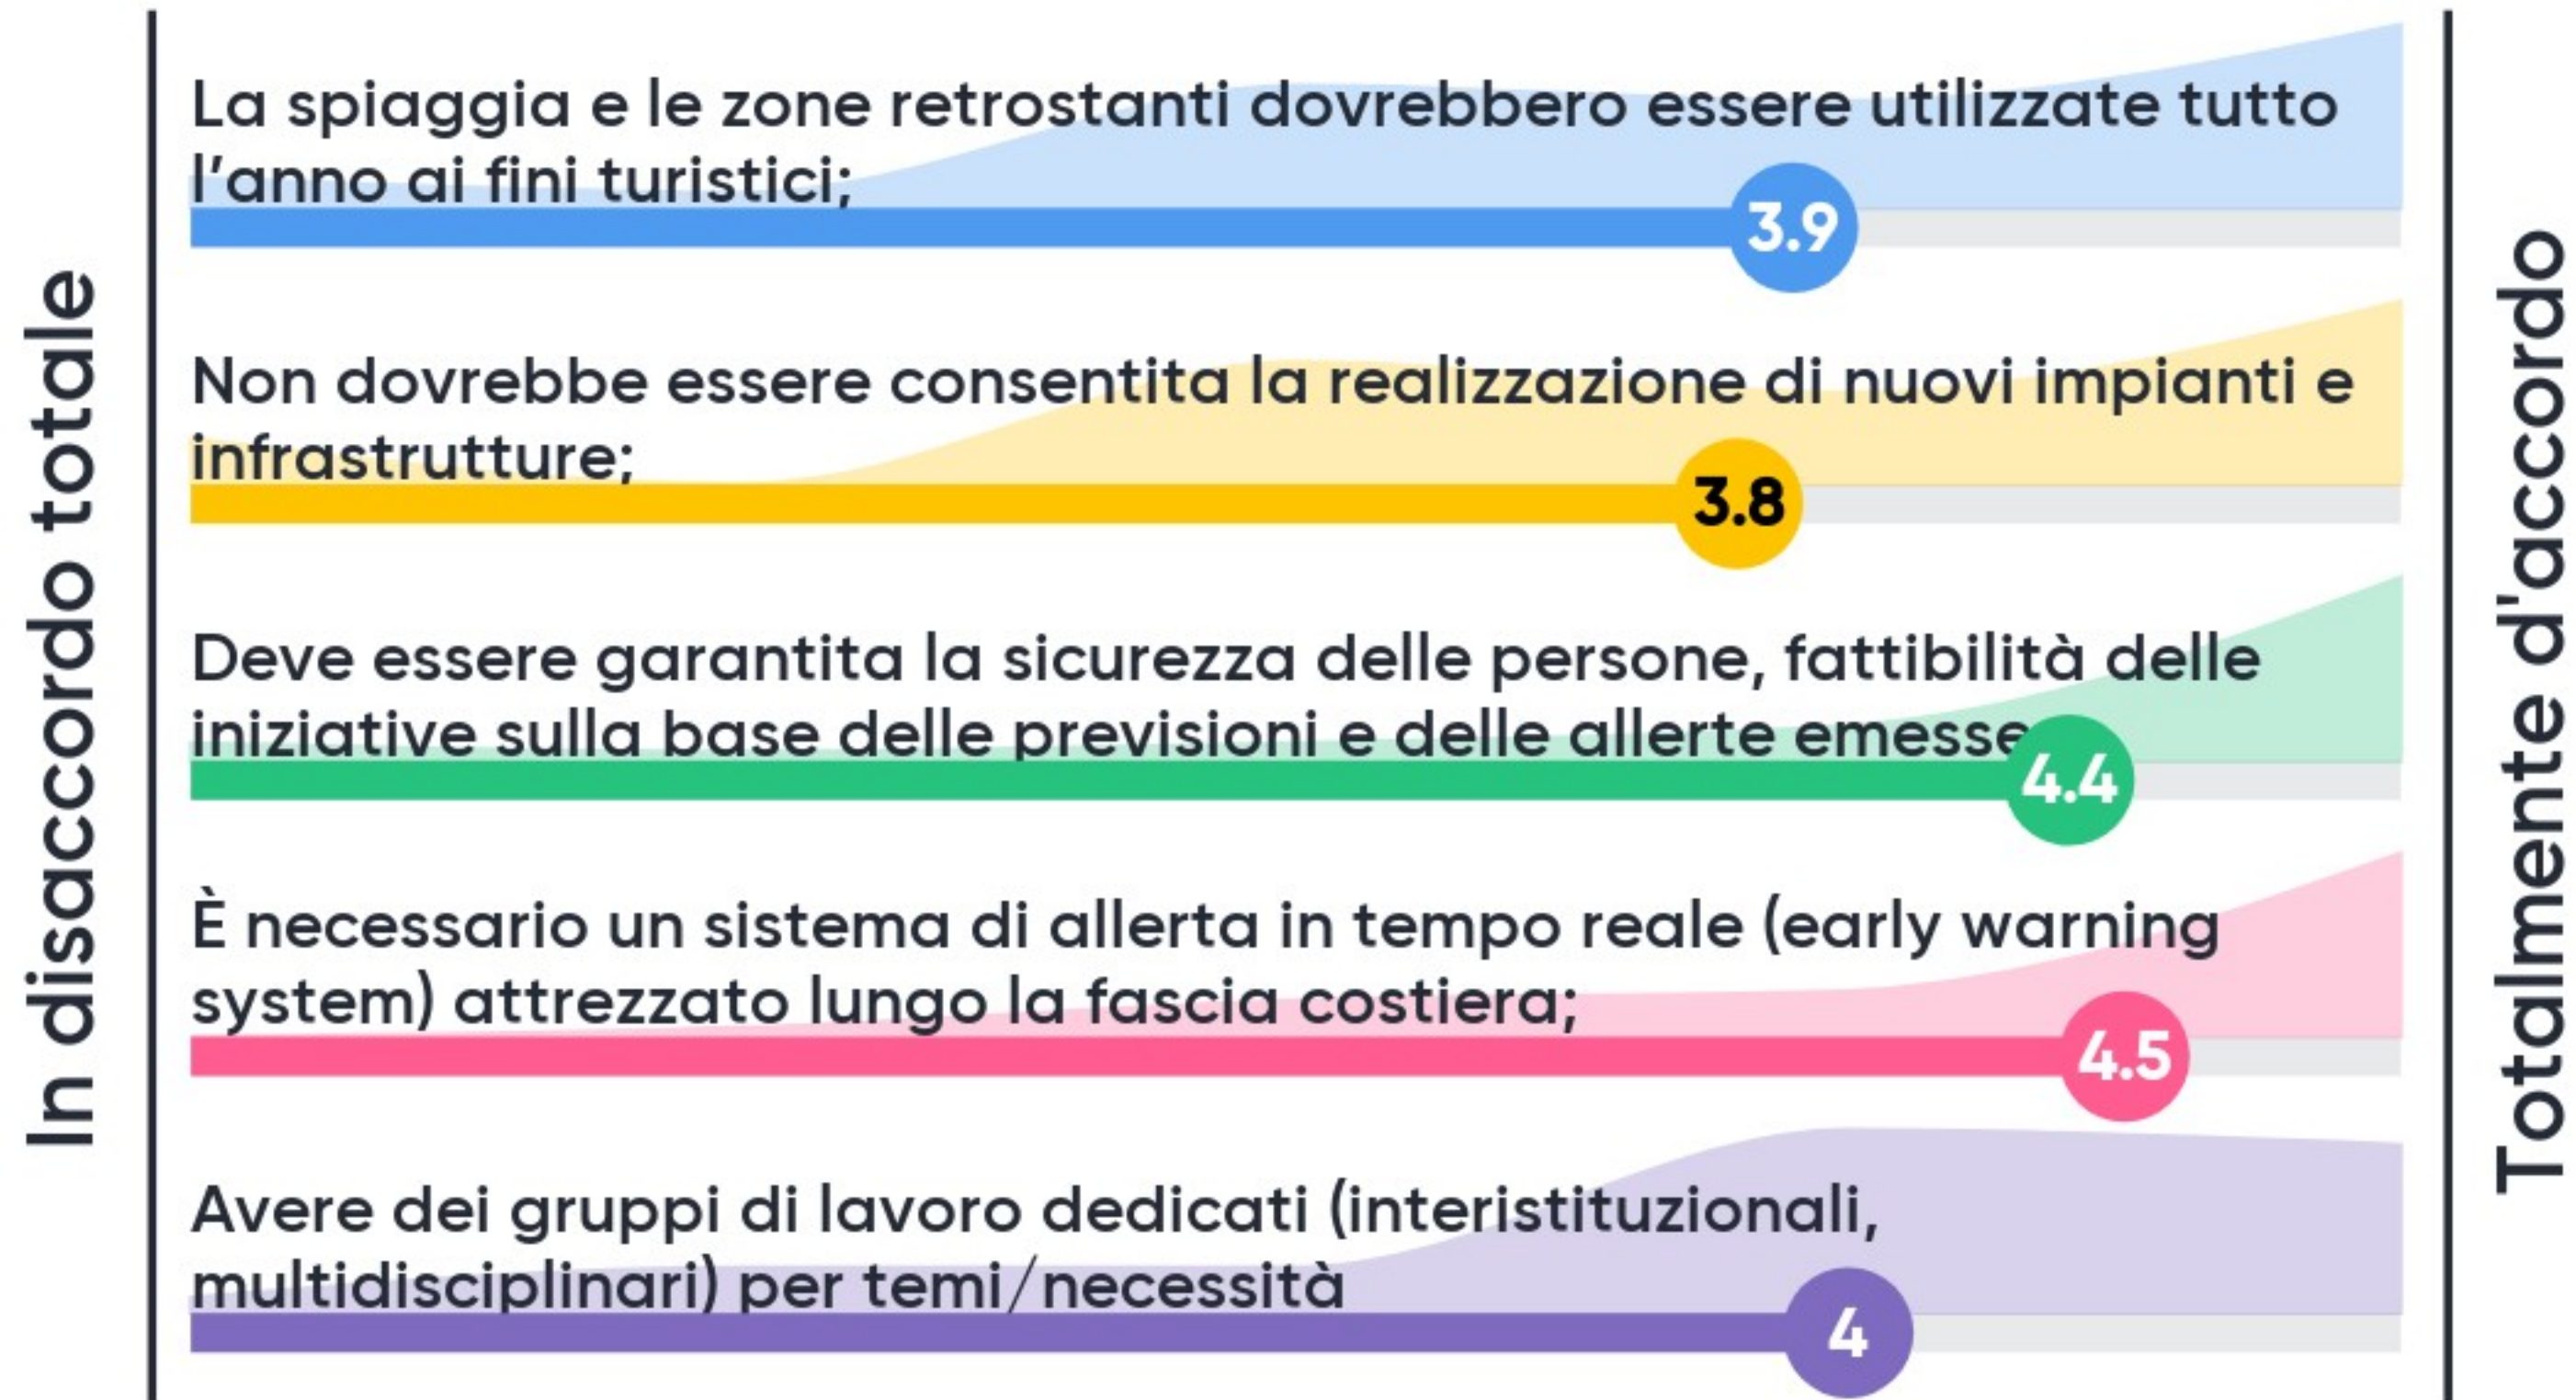 In disaccordo totale
La spiaggia e le zone retrostanti dovrebbero essere utilizzate tutto
l’anno ai fini turistici;
3.9
Non dovrebbe essere consentita la realizzazione di nuovi impianti e
infrastrutture;
3.8
Deve essere garantita la sicurezza delle persone, fattibilità delle
iniziative sulla base delle previsioni e delle allerte emesse
4.4
È necessario un sistema di allerta in tempo reale (early warning
system) attrezzato lungo la fascia costiera;
4.5
Avere dei gruppi di lavoro dedicati (interistituzionali,
multidisciplinari) per temi/necessità
4
Totalmente d'accordo